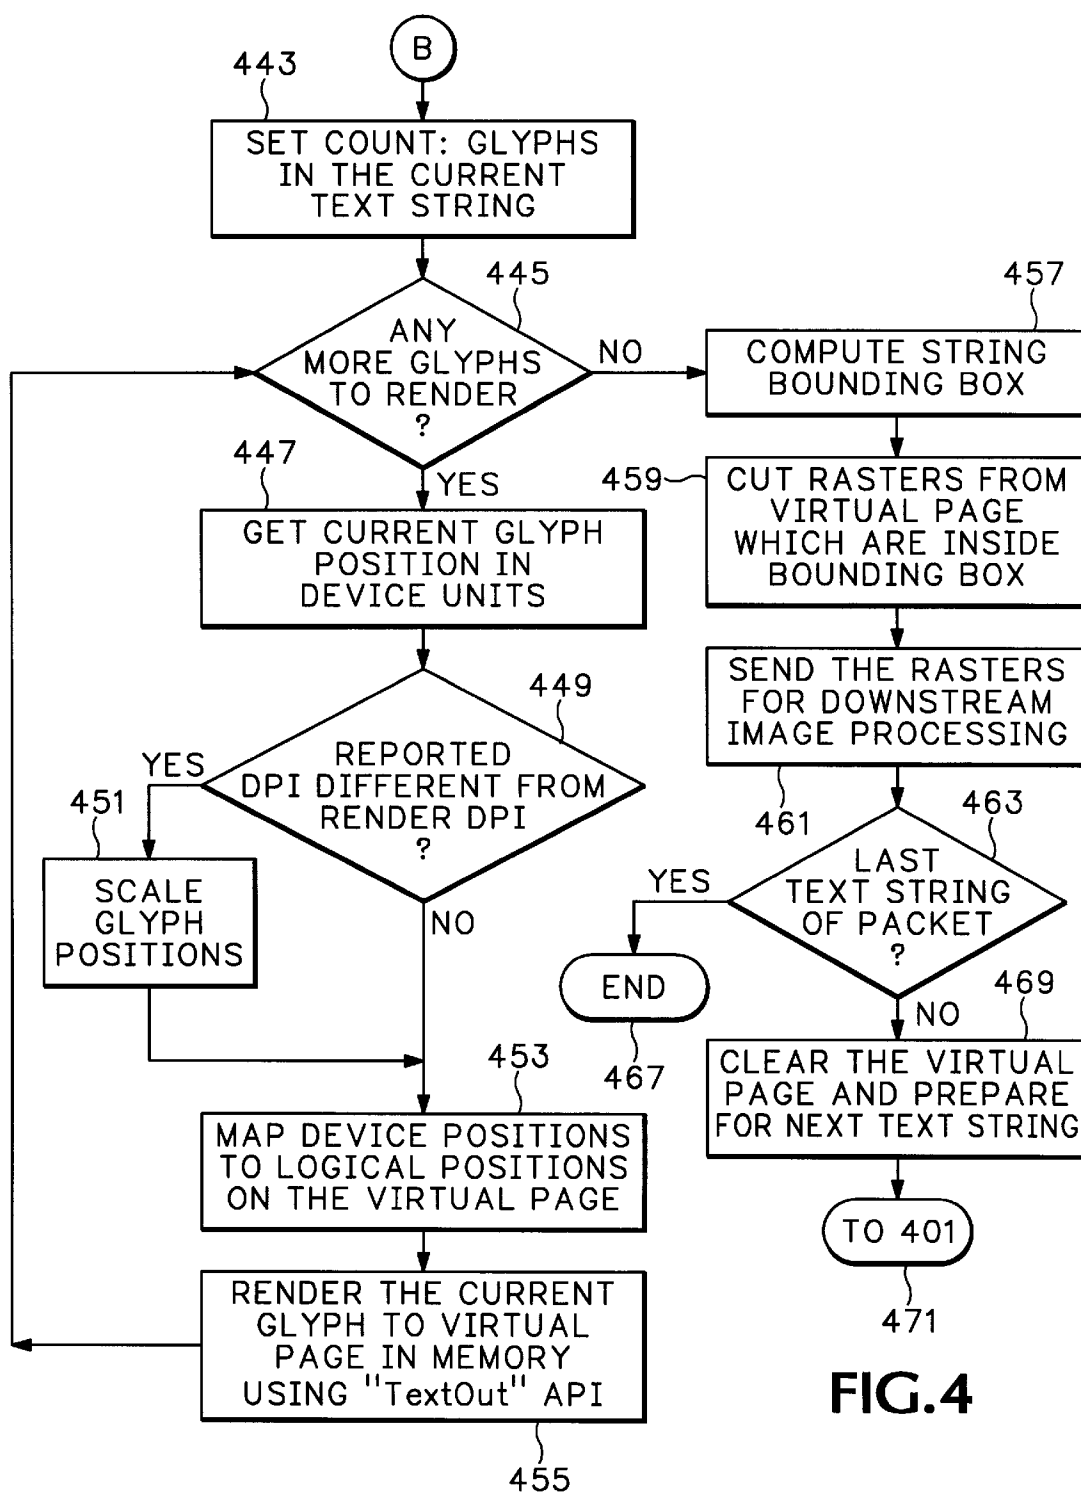 B
443
SET COUNT: GLYPHS
IN THE CURRENT
TEXT STRING
445
ANY
MORE GLYPHS
TO RENDER
?
NO
YES
447
GET CURRENT GLYPH
POSITION IN
DEVICE UNITS
449
REPORTED
DPI DIFFERENT FROM
RENDER DPI
?
YES
NO
451
SCALE
GLYPH
POSITIONS
453
MAP DEVICE POSITIONS
TO LOGICAL POSITIONS
ON THE VIRTUAL PAGE
RENDER THE CURRENT
GLYPH TO VIRTUAL
PAGE IN MEMORY
USING "TextOut" API
455
457
COMPUTE STRING
BOUNDING BOX
459
CUT RASTERS FROM
VIRTUAL PAGE
WHICH ARE INSIDE
BOUNDING BOX
SEND THE RASTERS
FOR DOWNSTREAM
IMAGE PROCESSING
461
463
LAST
TEXT STRING
OF PACKET
?
YES
NO
END
467
469
CLEAR THE VIRTUAL
PAGE AND PREPARE
FOR NEXT TEXT STRING
TO 401
471
FIG.4